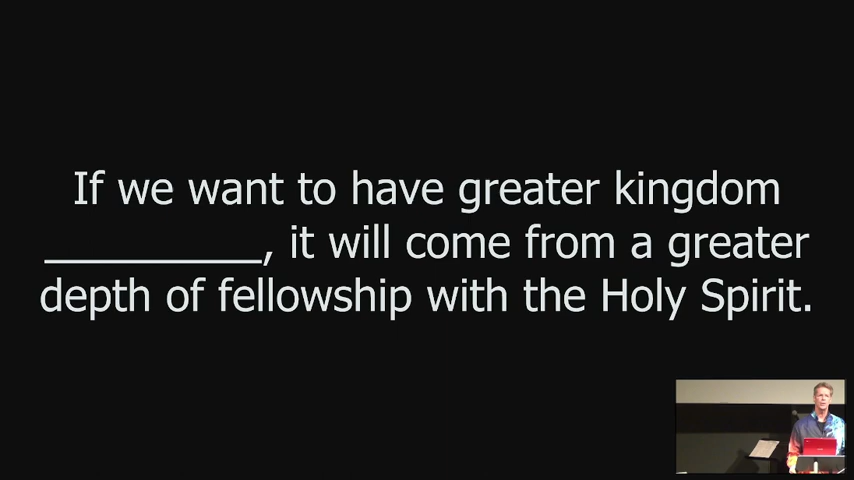 If we want to have greater kingdom
_________, it will come from a greater
depth of fellowship with the Holy Spirit.